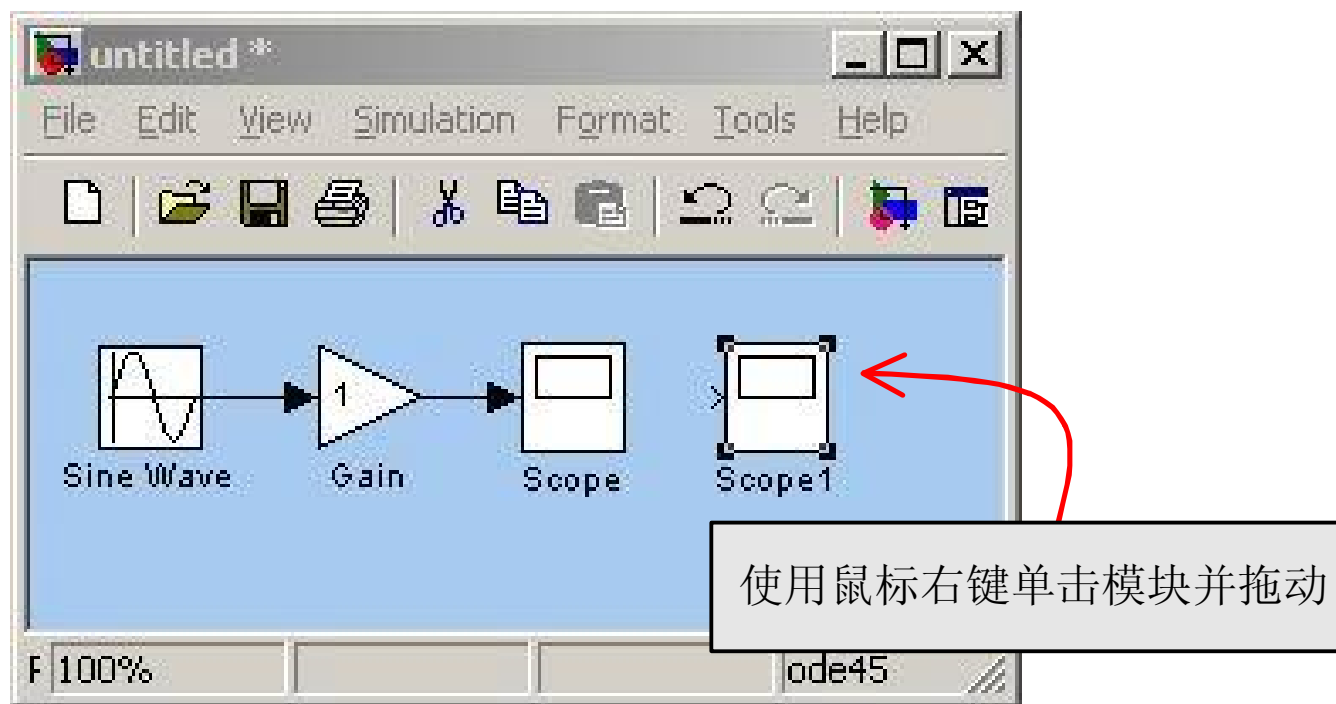 untitled *
File Edit View Simulation Format Tools Help
1
Sine Wave Gain Scope Scope1
使用鼠标右键单击模块并拖动
F 100% ode45